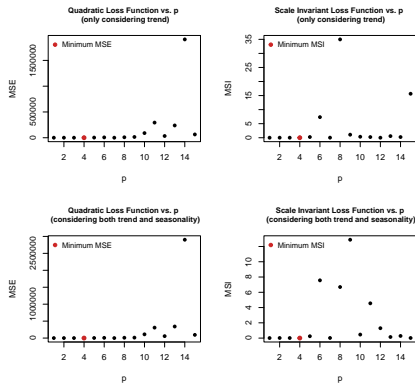 Quadratic Loss Function vs. p
(only considering trend)
Minimum MSE
MSE
0
500000
1500000
2 4 6 8 10 12 14
p
Scale Invariant Loss Function vs. p
(only considering trend)
Minimum MSI
MSI
0
5
15
25
35
2 4 6 8 10 12 14
p
Quadratic Loss Function vs. p
(considering both trend and seasonality)
Minimum MSE
MSE
0
1000000
2500000
2 4 6 8 10 12 14
p
Scale Invariant Loss Function vs. p
(considering both trend and seasonality)
Minimum MSI
MSI
0
2
4
6
8
10
2 4 6 8 10 12 14
p